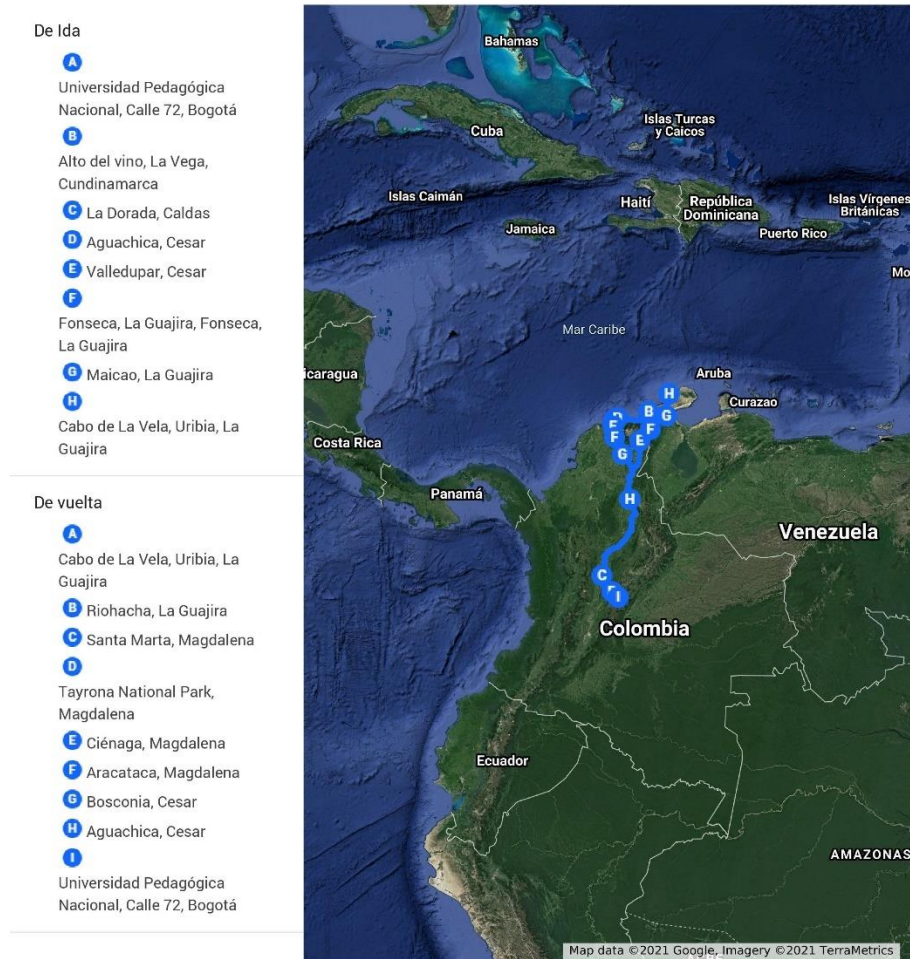 De Ida
A
Universidad Pedagógica
Nacional, Calle 72, Bogotá
B
Alto del vino, La Vega,
Cundinamarca
C La Dorada, Caldas
D Aguachica, Cesar
E Valledupar, Cesar
F
Fonseca, La Guajira, Fonseca,
La Guajira
G Maicao, La Guajira
H
Cabo de La Vela, Uribia, La
Guajira
De vuelta
A
Cabo de La Vela, Uribia, La
Guajira
B Riohacha, La Guajira
C Santa Marta, Magdalena
D
Tayrona National Park,
Magdalena
E Ciénaga, Magdalena
F Aracataca, Magdalena
G Bosconia, Cesar
H Aguachica, Cesar
I
Universidad Pedagógica
Nacional, Calle 72, Bogotá
Bahamas
Cuba
Islas Turcas
y Caicos
Islas Caimán
Haití
República
Dominicana
Islas Vírgenes
Británicas
Jamaica
Puerto Rico
Mo
Mar Caribe
icaragua
Aruba
Curazao
H
B
G
F
E
F
G
Costa Rica
Panamá
H
Venezuela
C
I
Colombia
Ecuador
AMAZONAS
Map data ©2021 Google, Imagery ©2021 TerraMetrics